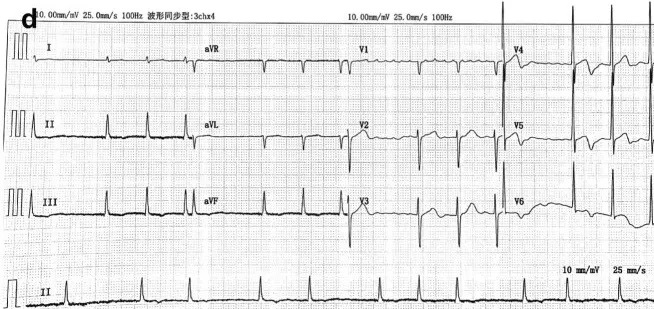 d
10.00mm/mV 25.0mm/s 100Hz 波形同步型:3chx4
10.00mm/mV 25.0mm/s 100Hz
I
aVR
V1
V4
II
aVL
V2
V5
III
aVF
V3
V6
II
10 mm/mV 25 mm/s